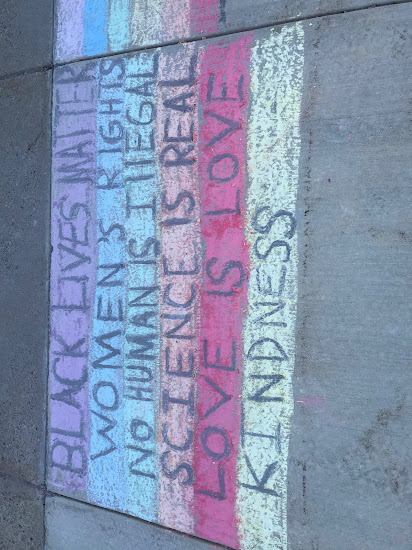 BLACK LIVES MATTER
WOMEN'S RIGHTS
NO HUMAN IS ILLEGAL
SCIENCE IS REAL
LOVE IS LOVE
KINDNESS